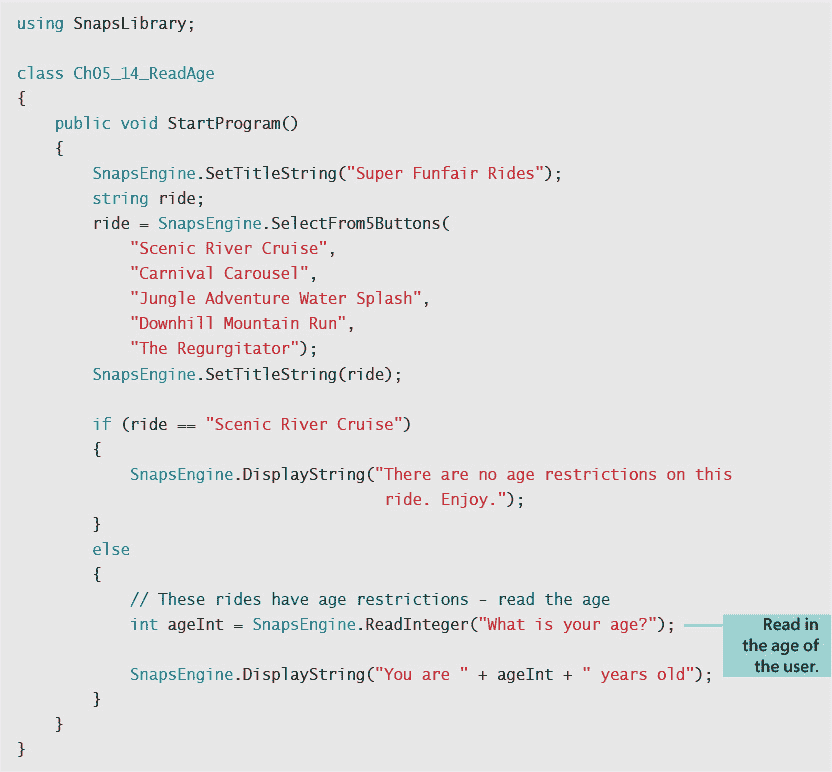 using SnapsLibrary;

class Ch05_14_ReadAge
{
    public void StartProgram()
    {
        SnapsEngine.SetTitleString("Super Funfair Rides");
        string ride;
        ride = SnapsEngine.SelectFrom5Buttons(
            "Scenic River Cruise",
            "Carnival Carousel",
            "Jungle Adventure Water Splash",
            "Downhill Mountain Run",
            "The Regurgitator");
        SnapsEngine.SetTitleString(ride);

        if (ride == "Scenic River Cruise")
        {
            SnapsEngine.DisplayString("There are no age restrictions on this
                                       ride. Enjoy.");
        }
        else
        {
            // These rides have age restrictions – read the age
            int ageInt = SnapsEngine.ReadInteger("What is your age?");
Read in
the age of
the user.

            SnapsEngine.DisplayString("You are " + ageInt + " years old");
        }
    }
}